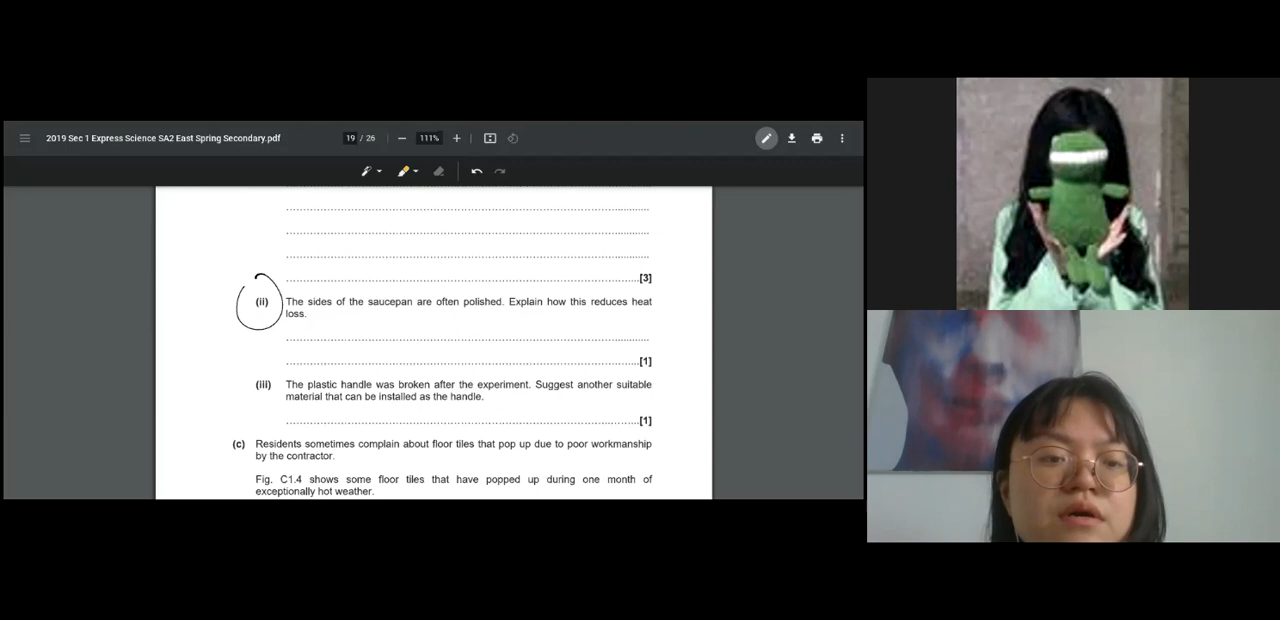 2019 Sec 1 Express Science SA2 East Spring Secondary.pdf 19 / 26 111%
[3]
(ii) The sides of the saucepan are often polished. Explain how this reduces heat
loss.
[1]
(iii) The plastic handle was broken after the experiment. Suggest another suitable
material that can be installed as the handle.
[1]
(c) Residents sometimes complain about floor tiles that pop up due to poor workmanship
by the contractor.
Fig. C1.4 shows some floor tiles that have popped up during one month of
exceptionally hot weather.